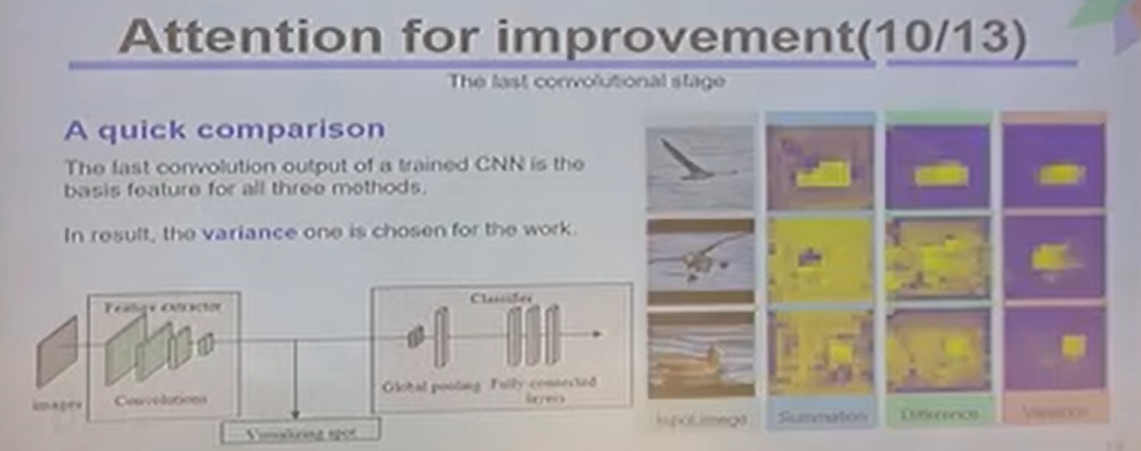 Attention for improvement(10/13)
The last convolutional stage
A quick comparison
The last convolution output of a trained CNN is the
basis feature for all three methods.
In result, the variance one is chosen for the work.
Feature extractor
Classifier
images
Convolutions
Global pooling
Fully-connected
layers
Visualizing spot
Input image
Summation
Difference
Variance